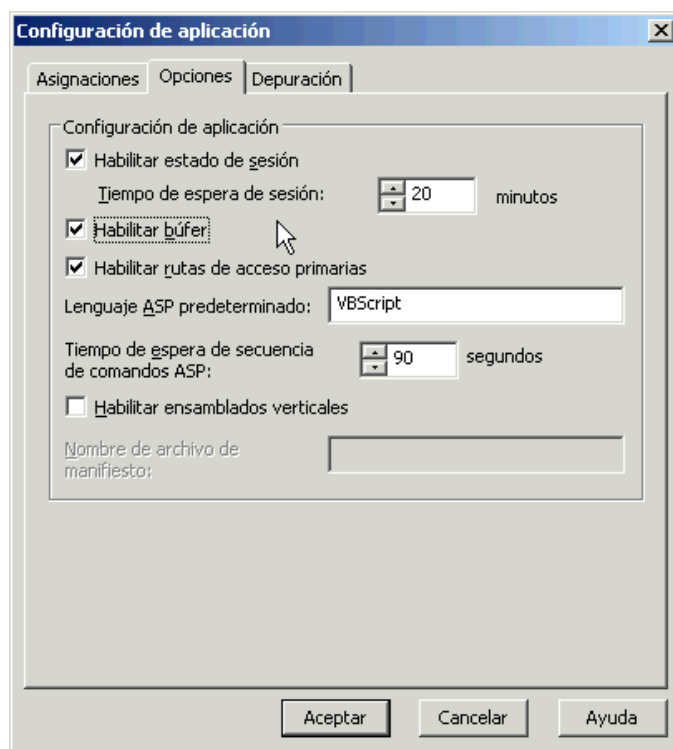 Configuración de aplicación
Asignaciones Opciones Depuración
Configuración de aplicación
Habilitar estado de sesión
Tiempo de espera de sesión: 20 minutos
Habilitar búfer
Habilitar rutas de acceso primarias
Lenguaje ASP predeterminado: VBScript
Tiempo de espera de secuencia
de comandos ASP: 90 segundos
Habilitar ensamblados verticales
Nombre de archivo de
manifiesto:
Aceptar Cancelar Ayuda